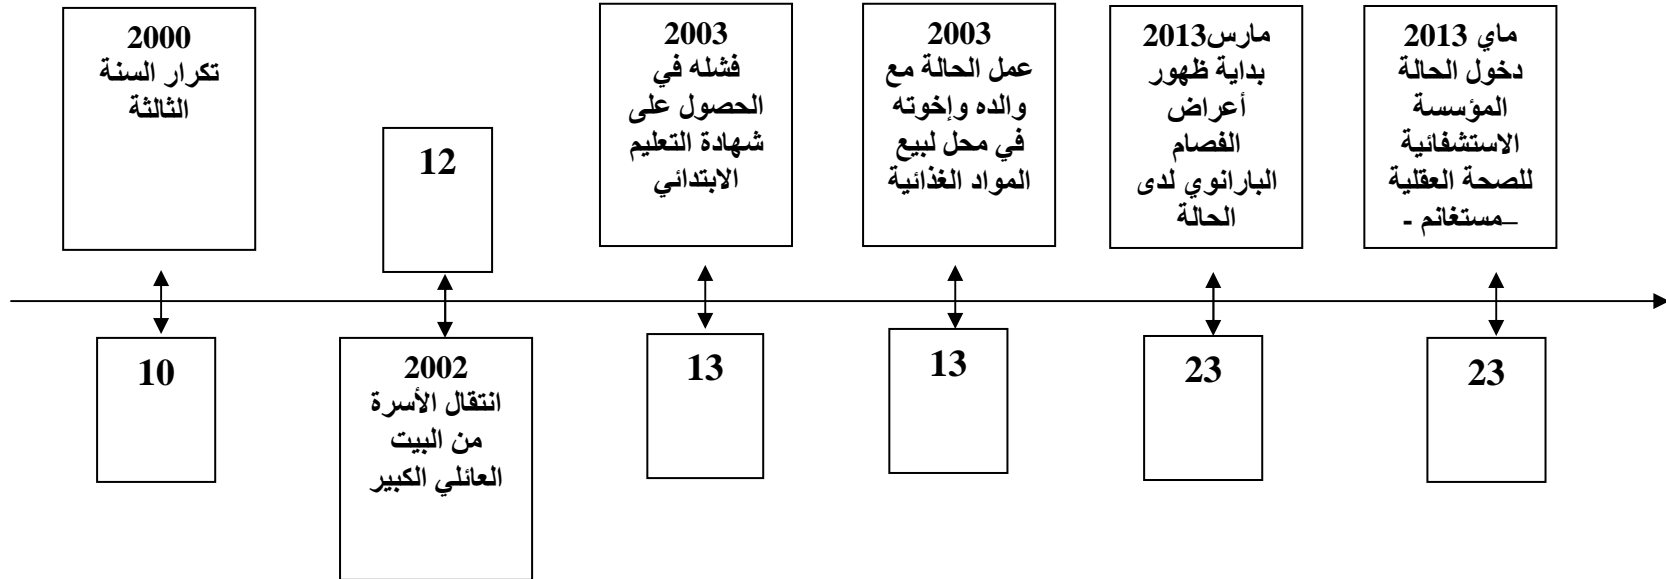 2000
تكرار السنة
الثالثة
10
12
2002
انتقال الأسرة
من البيت
العائلي الكبير
2003
فشله في
الحصول على
شهادة التعليم
الابتدائي
13
2003
عمل الحالة مع
والده وإخوته
في محل لبيع
المواد الغذائية
13
مارس2013
بداية ظهور
أعراض
الفصام
البارانوي لدى
الحالة
23
ماي 2013
دخول الحالة
المؤسسة
الاستشفائية
للصحة العقلية
–مستغانم -
23